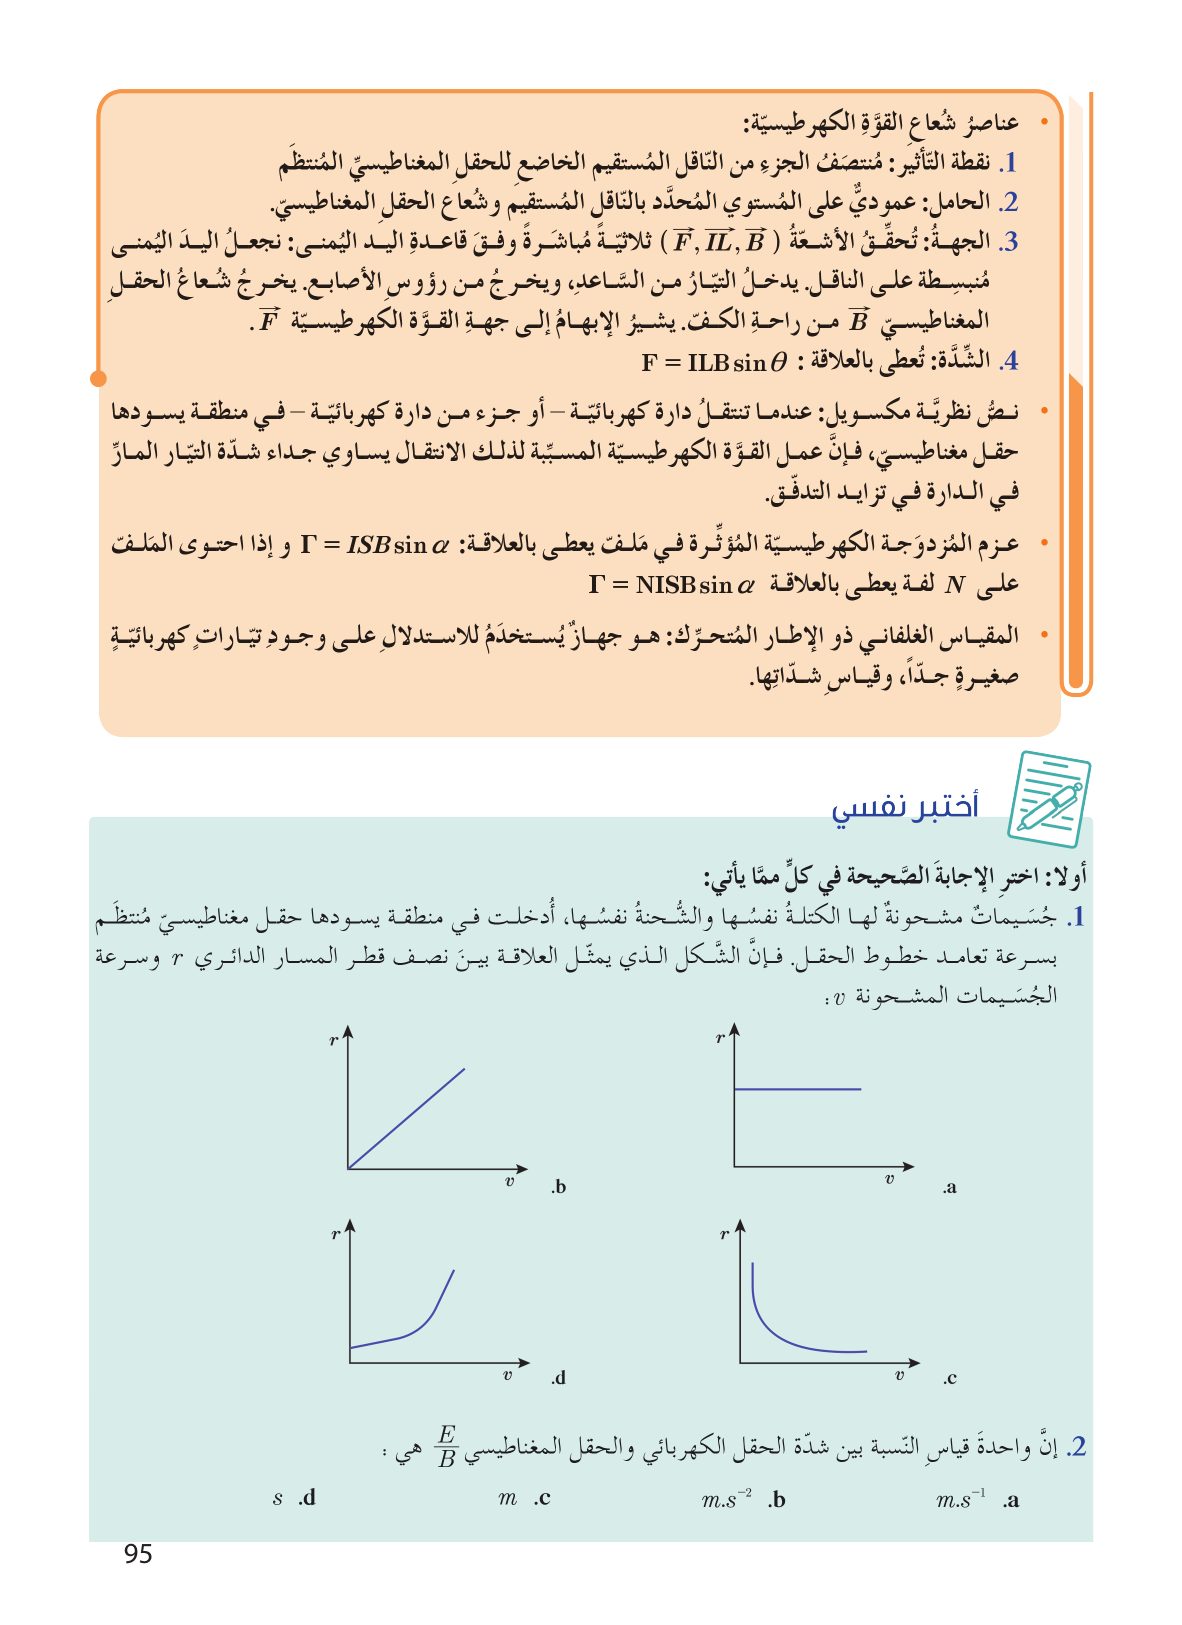 • عناصرُ شُعاعِ القوَّةِ الكهرطيسيّة:
1. نقطة التّأثير: مُنتصَفُ الجزءِ من النّاقل المُستقيم الخاضعِ للحقلِ المغناطيسيِّ المُنتظَم
2. الحامل: عموديٌّ على المُستوي المُحدَّد بالنّاقل المُستقيم وشُعاع الحقلِ المغناطيسيّ.
3. الجهةُ: تُحقِّقُ الأشعّةُ (F⃗, IL⃗, B⃗) ثلاثيّةً مُباشَرةً وفقَ قاعدةِ اليد اليُمنى: نجعلُ اليدَ اليُمنى
مُنبسِطة على الناقل. يدخلُ التيّارُ من السَّاعدِ، ويخرجُ من رؤوسِ الأصابع. يخرجُ شُعاعُ الحقلِ
المغناطيسيّ B⃗ من راحةِ الكفّ. يشيرُ الإبهامُ إلى جهةِ القوَّة الكهرطيسيّة F⃗.
4. الشِّدَّة: تُعطى بالعلاقة : F = ILB sin θ
• نصُّ نظريَّة مكسويل: عندما تنتقلُ دارة كهربائيّة – أو جزء من دارة كهربائيّة – في منطقة يسودها
حقل مغناطيسيّ، فإنَّ عمل القوَّة الكهرطيسيّة المسبِّبة لذلك الانتقال يساوي جداء شدّة التيّار المارِّ
في الدارة في تزايد التدفّق.
• عزم المُزدوَجة الكهرطيسيّة المُؤثِّرة في مَلفّ يعطى بالعلاقة: Γ = ISB sin α و إذا احتوى المَلفّ
على N لفة يعطى بالعلاقة Γ = NISB sin α
• المقياس الغلفاني ذو الإطار المُتحرِّك: هو جهازٌ يُستخدَمُ للاستدلالِ على وجودِ تيّاراتٍ كهربائيّةٍ
صغيرةٍ جدّاً، وقياسِ شدّاتِها.
أختبر نفسي
أولا: اخترِ الإجابةَ الصَّحيحة في كلٍّ ممَّا يأتي:
1. جُسَيماتٌ مشحونةٌ لها الكتلةُ نفسُها والشُّحنةُ نفسُها، أُدخلت في منطقة يسودها حقل مغناطيسيّ مُنتظَم
بسرعة تعامد خطوط الحقل. فإنَّ الشَّكل الذي يمثّل العلاقة بينَ نصف قطر المسار الدائري r وسرعة
الجُسَيمات المشحونة v:
r
r
v
v
.a
.b
r
r
v
v
.c
.d
2. إنَّ واحدةَ قياسِ النّسبة بين شدّة الحقل الكهربائي والحقل المغناطيسي E/B هي :
.a m.s⁻¹ .b m.s⁻² .c m .d s
95